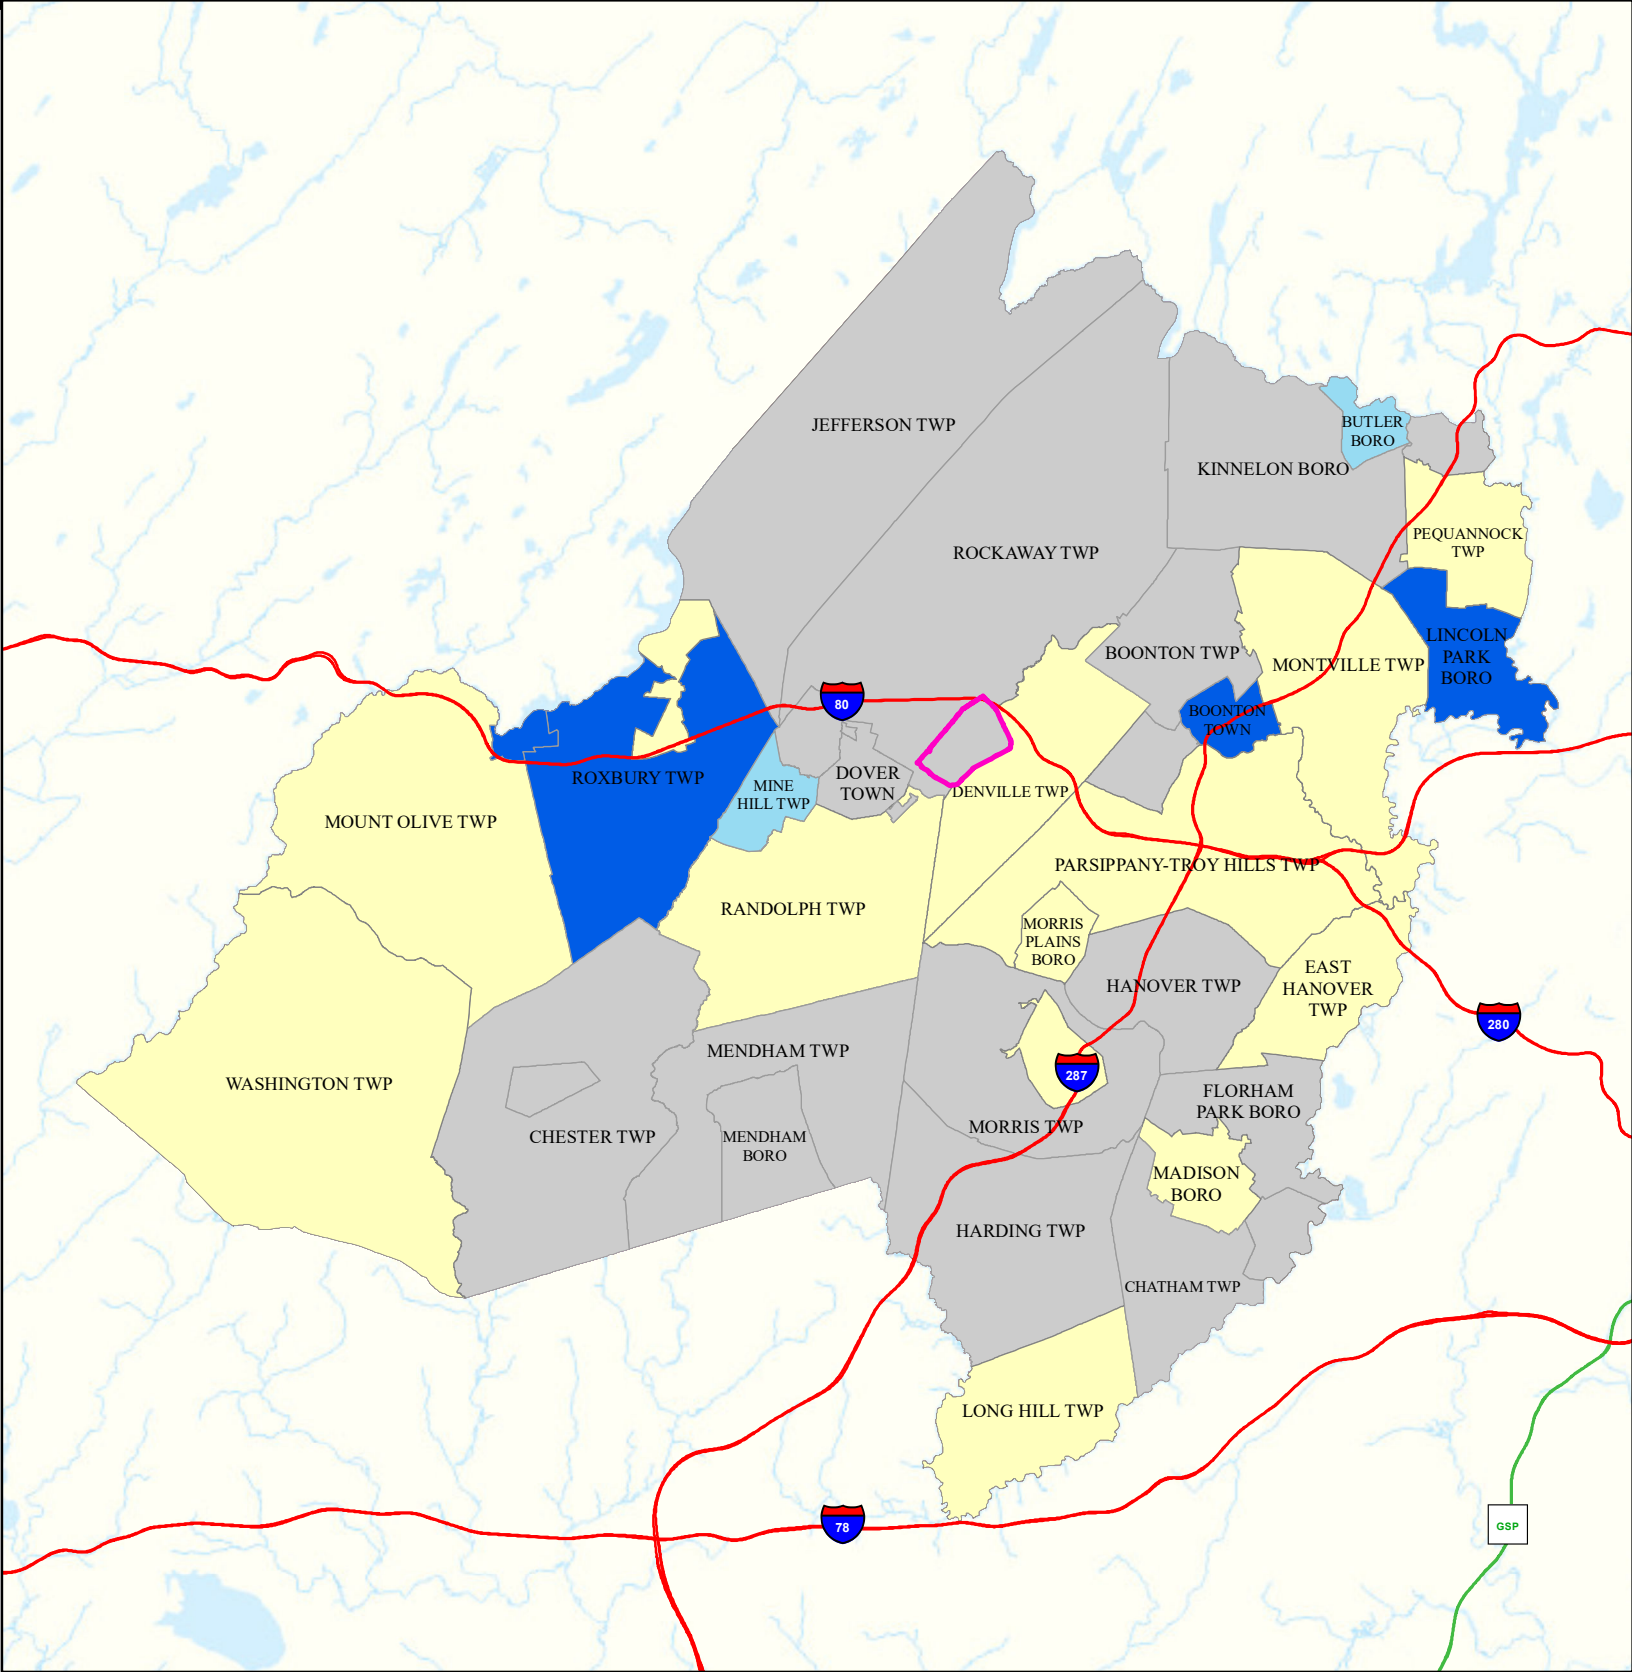 JEFFERSON TWP
BUTLER
BORO
KINNELON BORO
PEQUANNOCK
TWP
ROCKAWAY TWP
LINCOLN
PARK
BORO
BOONTON TWP
MONTVILLE TWP
80
BOONTON
TOWN
ROXBURY TWP
MINE
HILL TWP
DOVER
TOWN
DENVILLE TWP
MOUNT OLIVE TWP
PARSIPPANY-TROY HILLS TWP
RANDOLPH TWP
MORRIS
PLAINS
BORO
HANOVER TWP
EAST
HANOVER
TWP
280
MENDHAM TWP
287
WASHINGTON TWP
FLORHAM
PARK BORO
CHESTER TWP
MENDHAM
BORO
MORRIS TWP
MADISON
BORO
HARDING TWP
CHATHAM TWP
LONG HILL TWP
78
GSP